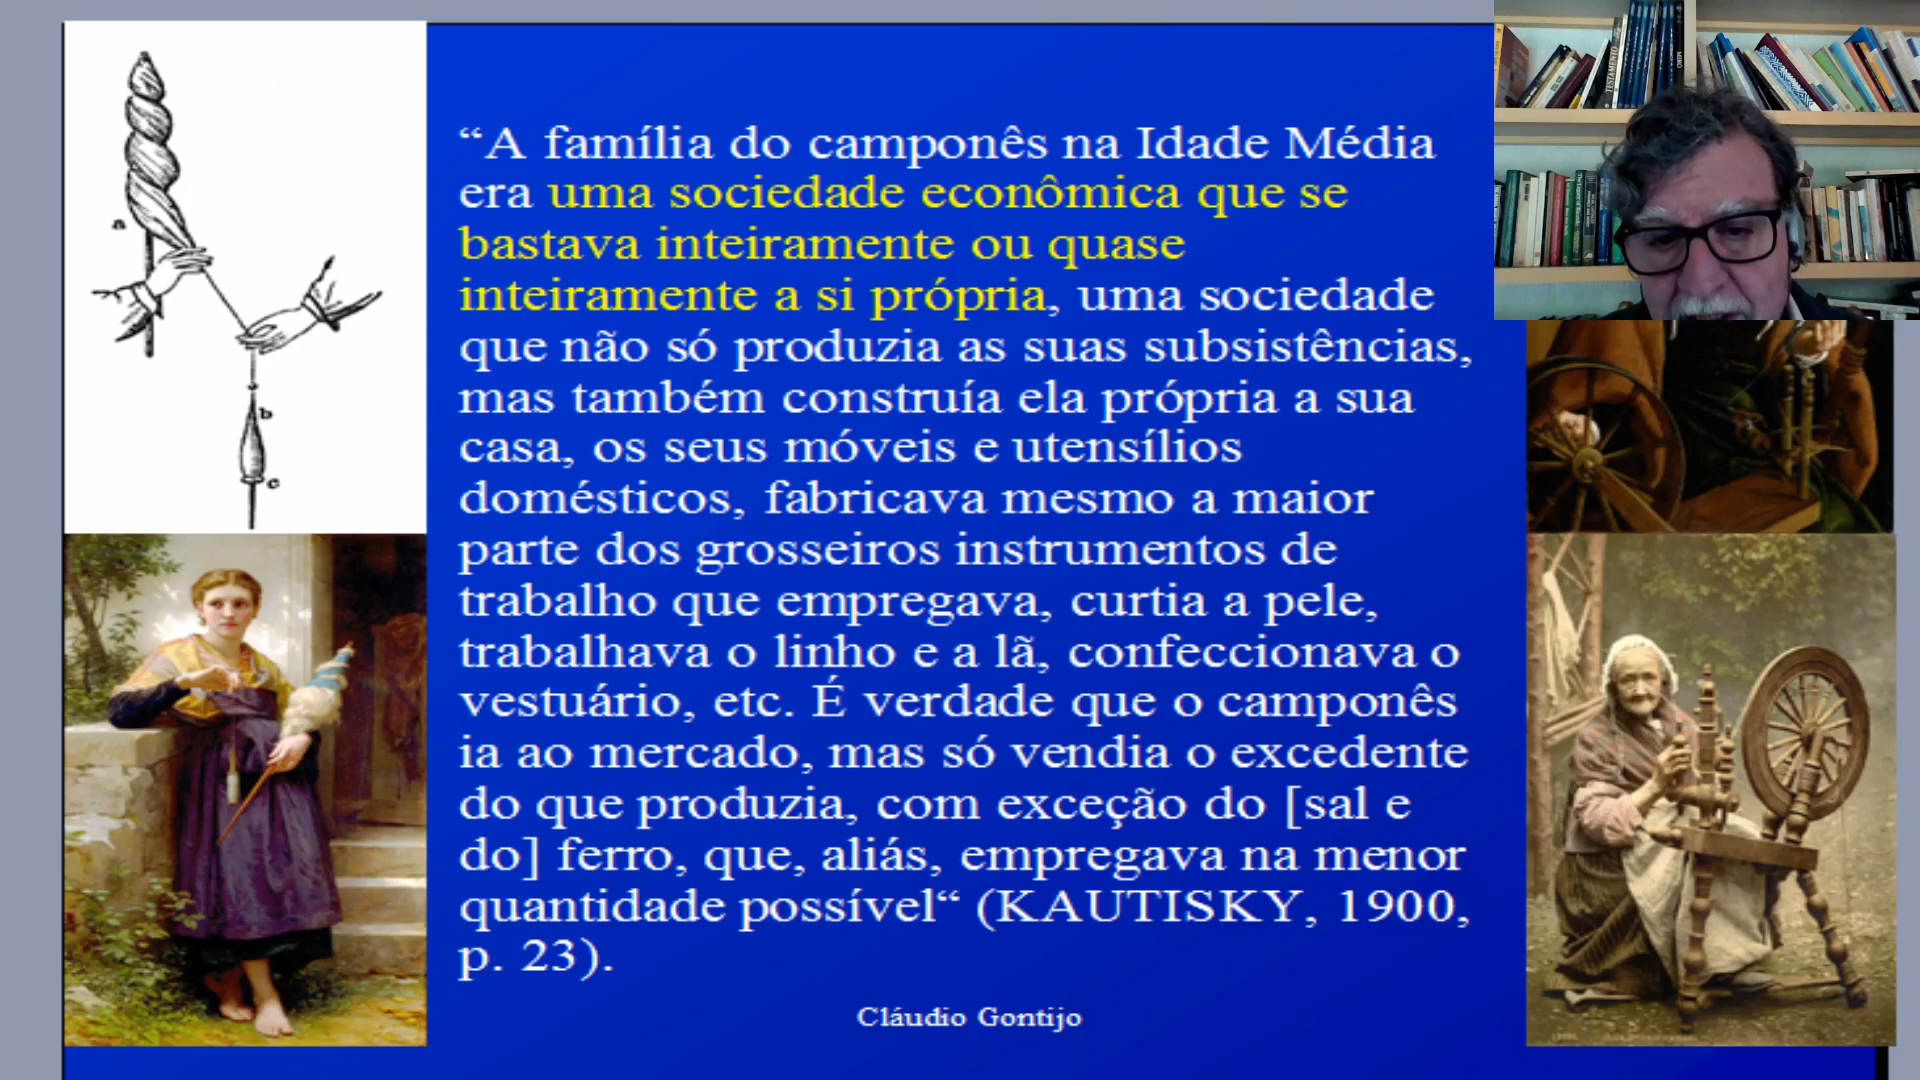 “A família do camponês na Idade Média
era uma sociedade econômica que se
bastava inteiramente ou quase
inteiramente a si própria, uma sociedade
que não só produzia as suas subsistências,
mas também construía ela própria a sua
casa, os seus móveis e utensílios
domésticos, fabricava mesmo a maior
parte dos grosseiros instrumentos de
trabalho que empregava, curtia a pele,
trabalhava o linho e a lã, confeccionava o
vestuário, etc. É verdade que o camponês
ia ao mercado, mas só vendia o excedente
do que produzia, com exceção do [sal e
do] ferro, que, aliás, empregava na menor
quantidade possível“ (KAUTISKY, 1900,
p. 23).
Cláudio Gontijo
a
b
c
TESTAMENTO